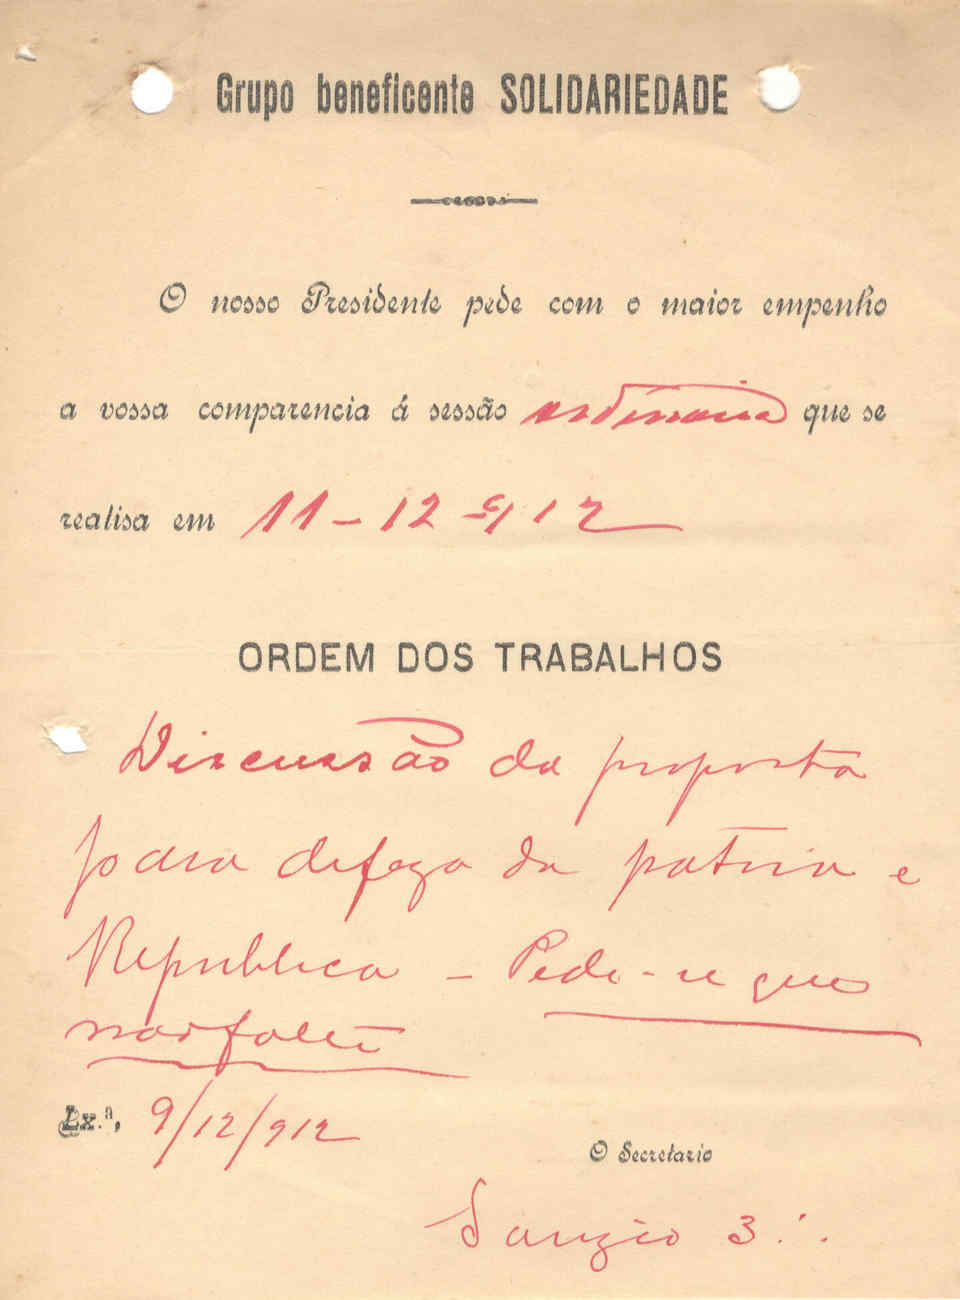 Grupo beneficente SOLIDARIEDADE
O nosso Presidente pede com o maior empenho
a vossa comparencia á sessão ordinaria que se
realisa em 11-12-912
ORDEM DOS TRABALHOS
Discussão da proposta
para defeza da patria e
Republica - Pede-se que
não falte
Lx.ª, 9/12/912
O Secretario
Sanzio 3∴